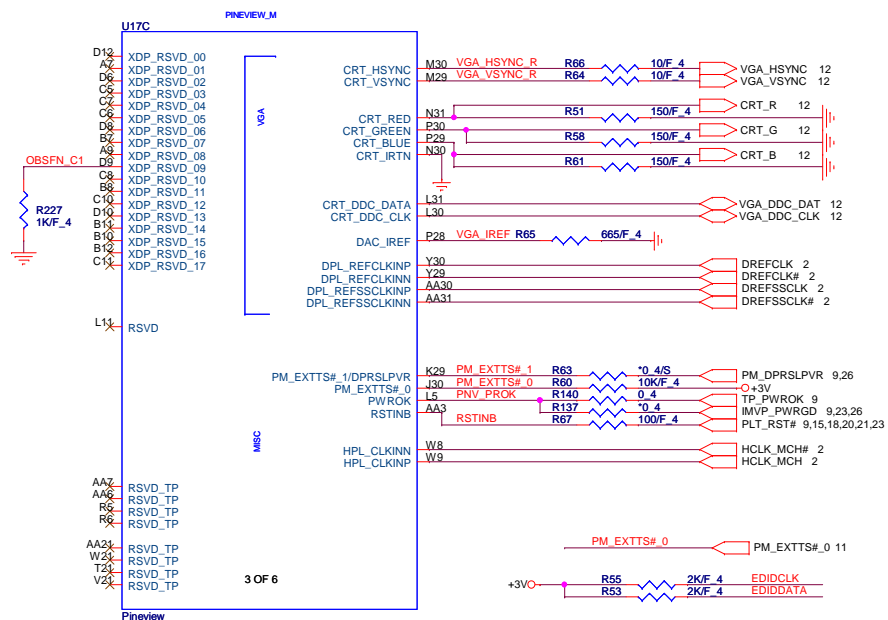 PINEVIEW_M
U17C
D12 XDP_RSVD_00
A7 XDP_RSVD_01
D6 XDP_RSVD_02
C5 XDP_RSVD_03
C7 XDP_RSVD_04
C6 XDP_RSVD_05
D8 XDP_RSVD_06
B7 XDP_RSVD_07
A9 XDP_RSVD_08
OBSFN_C1 D9 XDP_RSVD_09
C8 XDP_RSVD_10
B8 XDP_RSVD_11
C10 XDP_RSVD_12
D10 XDP_RSVD_13
B11 XDP_RSVD_14
B10 XDP_RSVD_15
B12 XDP_RSVD_16
C11 XDP_RSVD_17
R227
1K/F_4
L11 RSVD
AA7 RSVD_TP
AA6 RSVD_TP
R5 RSVD_TP
R6 RSVD_TP
AA21 RSVD_TP
W21 RSVD_TP
T21 RSVD_TP
V21 RSVD_TP
VGA
MISC
3 OF 6
Pineview
CRT_HSYNC M30 VGA_HSYNC_R R66 10/F_4 VGA_HSYNC 12
CRT_VSYNC M29 VGA_VSYNC_R R64 10/F_4 VGA_VSYNC 12
CRT_R 12
CRT_RED N31 R51 150/F_4
CRT_GREEN P30 CRT_G 12
R58 150/F_4
CRT_BLUE P29
CRT_IRTN N30 CRT_B 12
R61 150/F_4
CRT_DDC_DATA L31 VGA_DDC_DAT 12
CRT_DDC_CLK L30 VGA_DDC_CLK 12
DAC_IREF P28 VGA_IREF R65 665/F_4
DPL_REFCLKINP Y30 DREFCLK 2
DPL_REFCLKINN Y29 DREFCLK# 2
DPL_REFSSCLKINP AA30 DREFSSCLK 2
DPL_REFSSCLKINN AA31 DREFSSCLK# 2
PM_EXTTS#_1/DPRSLPVR K29 PM_EXTTS#_1 R63 *0_4/S PM_DPRSLPVR 9,26
PM_EXTTS#_0 J30 PM_EXTTS#_0 R60 10K/F_4 +3V
PWROK L5 PNV_PROK R140 0_4 TP_PWROK 9
R137 *0_4 IMVP_PWRGD 9,23,26
RSTINB AA3 RSTINB R67 100/F_4 PLT_RST# 9,15,18,20,21,23
HPL_CLKINN W8 HCLK_MCH# 2
HPL_CLKINP W9 HCLK_MCH 2
PM_EXTTS#_0 PM_EXTTS#_0 11
+3V R55 2K/F_4 EDIDCLK
R53 2K/F_4 EDIDDATA